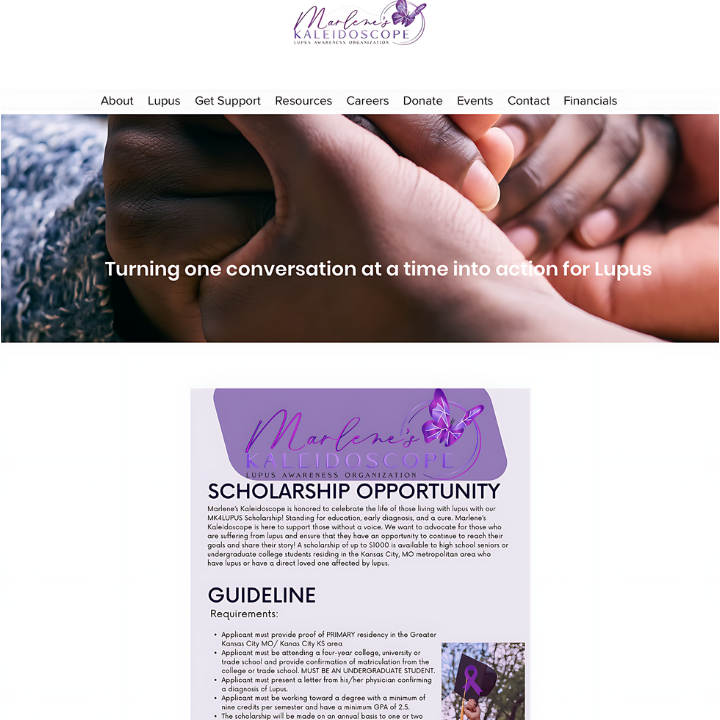 Marlene's
KALEIDOSCOPE
LUPUS AWARENESS ORGANIZATION
About Lupus Get Support Resources Careers Donate Events Contact Financials
Turning one conversation at a time into action for Lupus
Marlene's
KALEIDOSCOPE
LUPUS AWARENESS ORGANIZATION
SCHOLARSHIP OPPORTUNITY
Marlene's Kaleidoscope is honored to celebrate the life of those living with lupus with our
MK4LUPUS Scholarship! Standing for education, early diagnosis, and a cure. Marlene's
Kaleidoscope is here to support those without a voice. We want to advocate for those who
are suffering from lupus and ensure that they have an opportunity to continue to reach their
goals and share their story! A scholarship of up to $1000 is available to high school seniors or
undergraduate college students residing in the Kansas City, MO metropolitan area who
have lupus or have a direct loved one affected by lupus.
GUIDELINE
Requirements:
• Applicant must provide proof of PRIMARY residency in the Greater
Kansas City MO/ Kanas City KS area
• Applicant must be attending a four-year college, university or
trade school and provide confirmation of matriculation from the
college or trade school. MUST BE AN UNDERGRADUATE STUDENT.
• Applicant must present a letter from his/her physician confirming
a diagnosis of Lupus.
• Applicant must be working toward a degree with a minimum of
nine credits per semester and have a minimum GPA of 2.5.
• The scholarship will be made on an annual basis to one or two